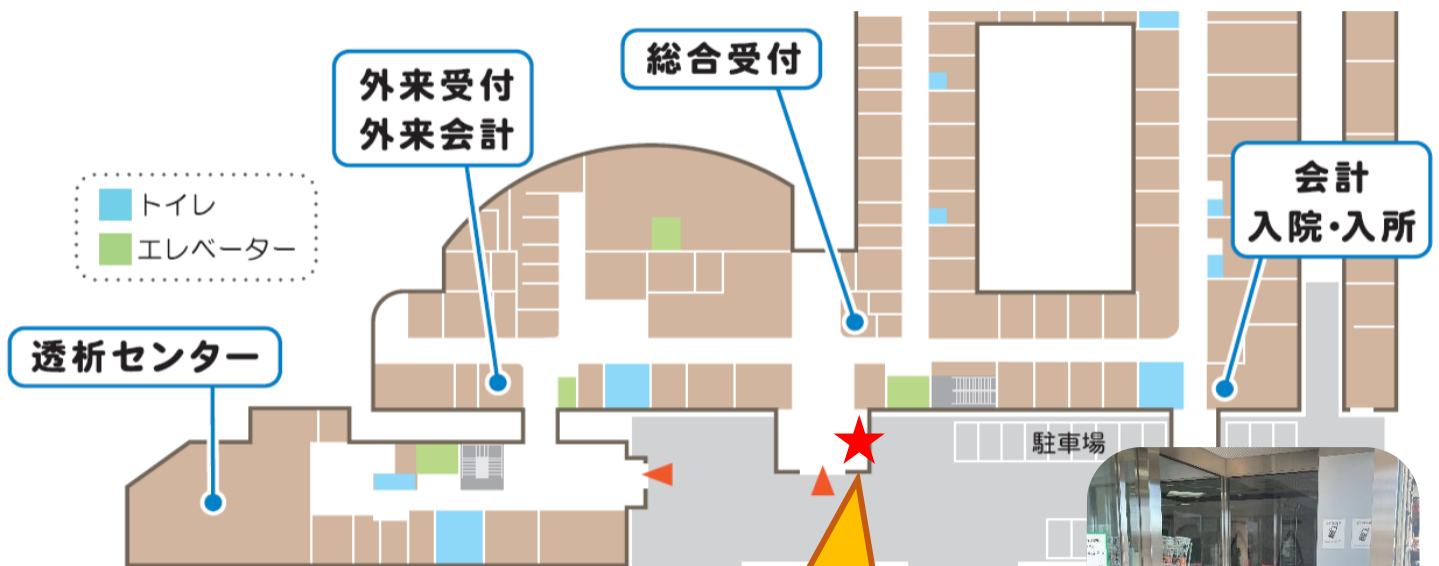 総合受付
外来受付
外来会計
会計
入院・入所
トイレ
エレベーター
透析センター
駐車場